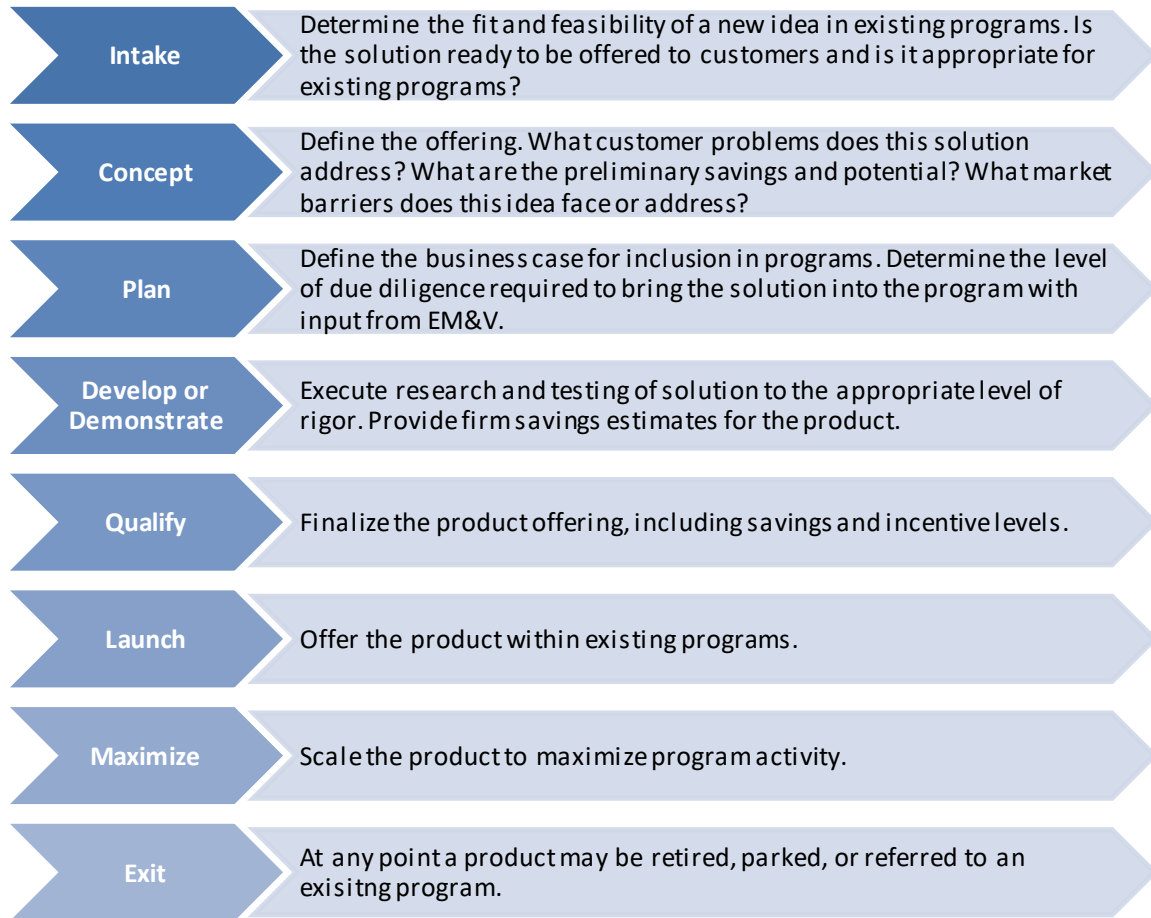 Intake
Determine the fit and feasibility of a new idea in existing programs. Is
the solution ready to be offered to customers and is it appropriate for
existing programs?
Concept
Define the offering. What customer problems does this solution
address? What are the preliminary savings and potential? What market
barriers does this idea face or address?
Plan
Define the business case for inclusion in programs. Determine the level
of due diligence required to bring the solution into the program with
input from EM&V.
Develop or
Demonstrate
Execute research and testing of solution to the appropriate level of
rigor. Provide firm savings estimates for the product.
Qualify
Finalize the product offering, including savings and incentive levels.
Launch
Offer the product within existing programs.
Maximize
Scale the product to maximize program activity.
Exit
At any point a product may be retired, parked, or referred to an
exisitng program.